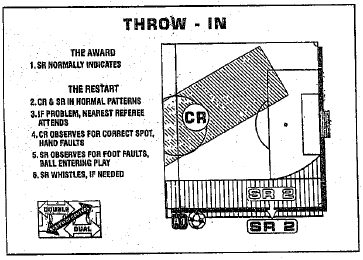 THROW - IN
THE AWARD
1. SR NORMALLY INDICATES
THE RESTART
2. CR & SR IN NORMAL PATTERNS
3. IF PROBLEM, NEAREST REFEREE
ATTENDS
4. CR OBSERVES FOR CORRECT SPOT,
HAND FAULTS
5. SR OBSERVES FOR FOOT FAULTS,
BALL ENTERING PLAY
6. SR WHISTLES, IF NEEDED
CR
SR 2
SR 2
DOUBLE
DUAL